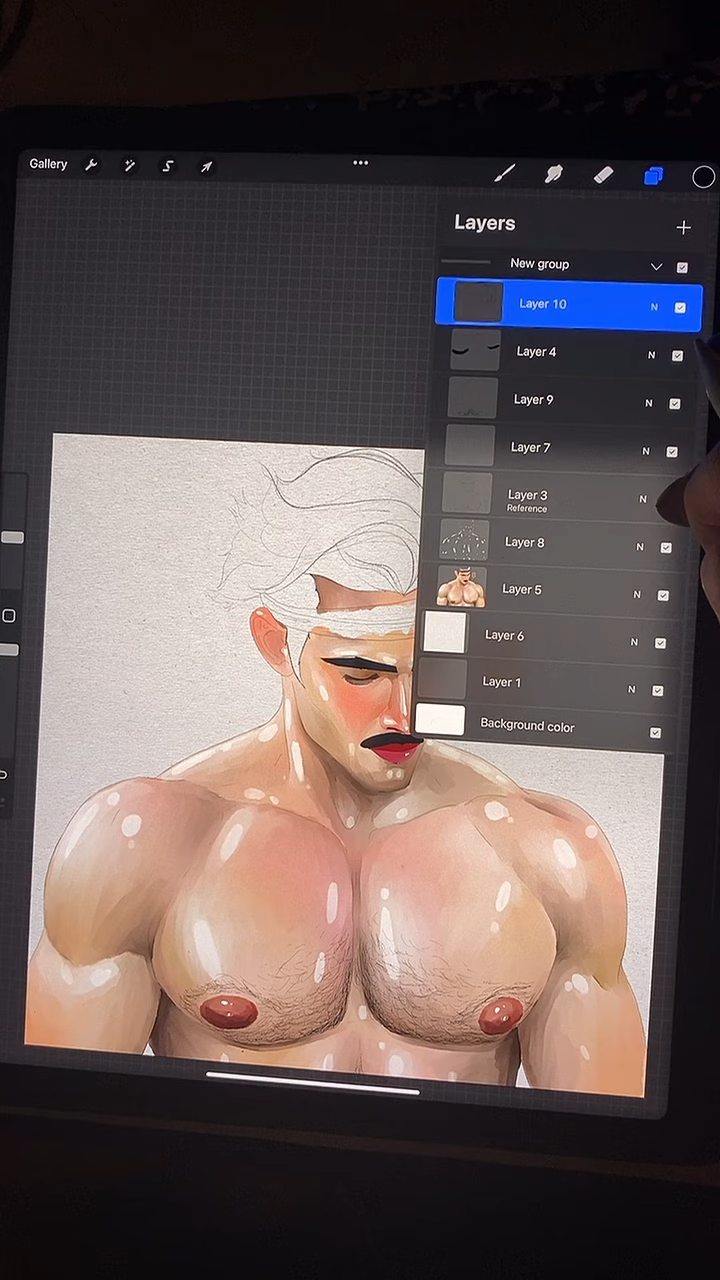 Gallery
Layers
New group
Layer 10 N
Layer 4 N
Layer 9 N
Layer 7 N
Layer 3 N
Reference
Layer 8 N
Layer 5 N
Layer 6 N
Layer 1 N
Background color